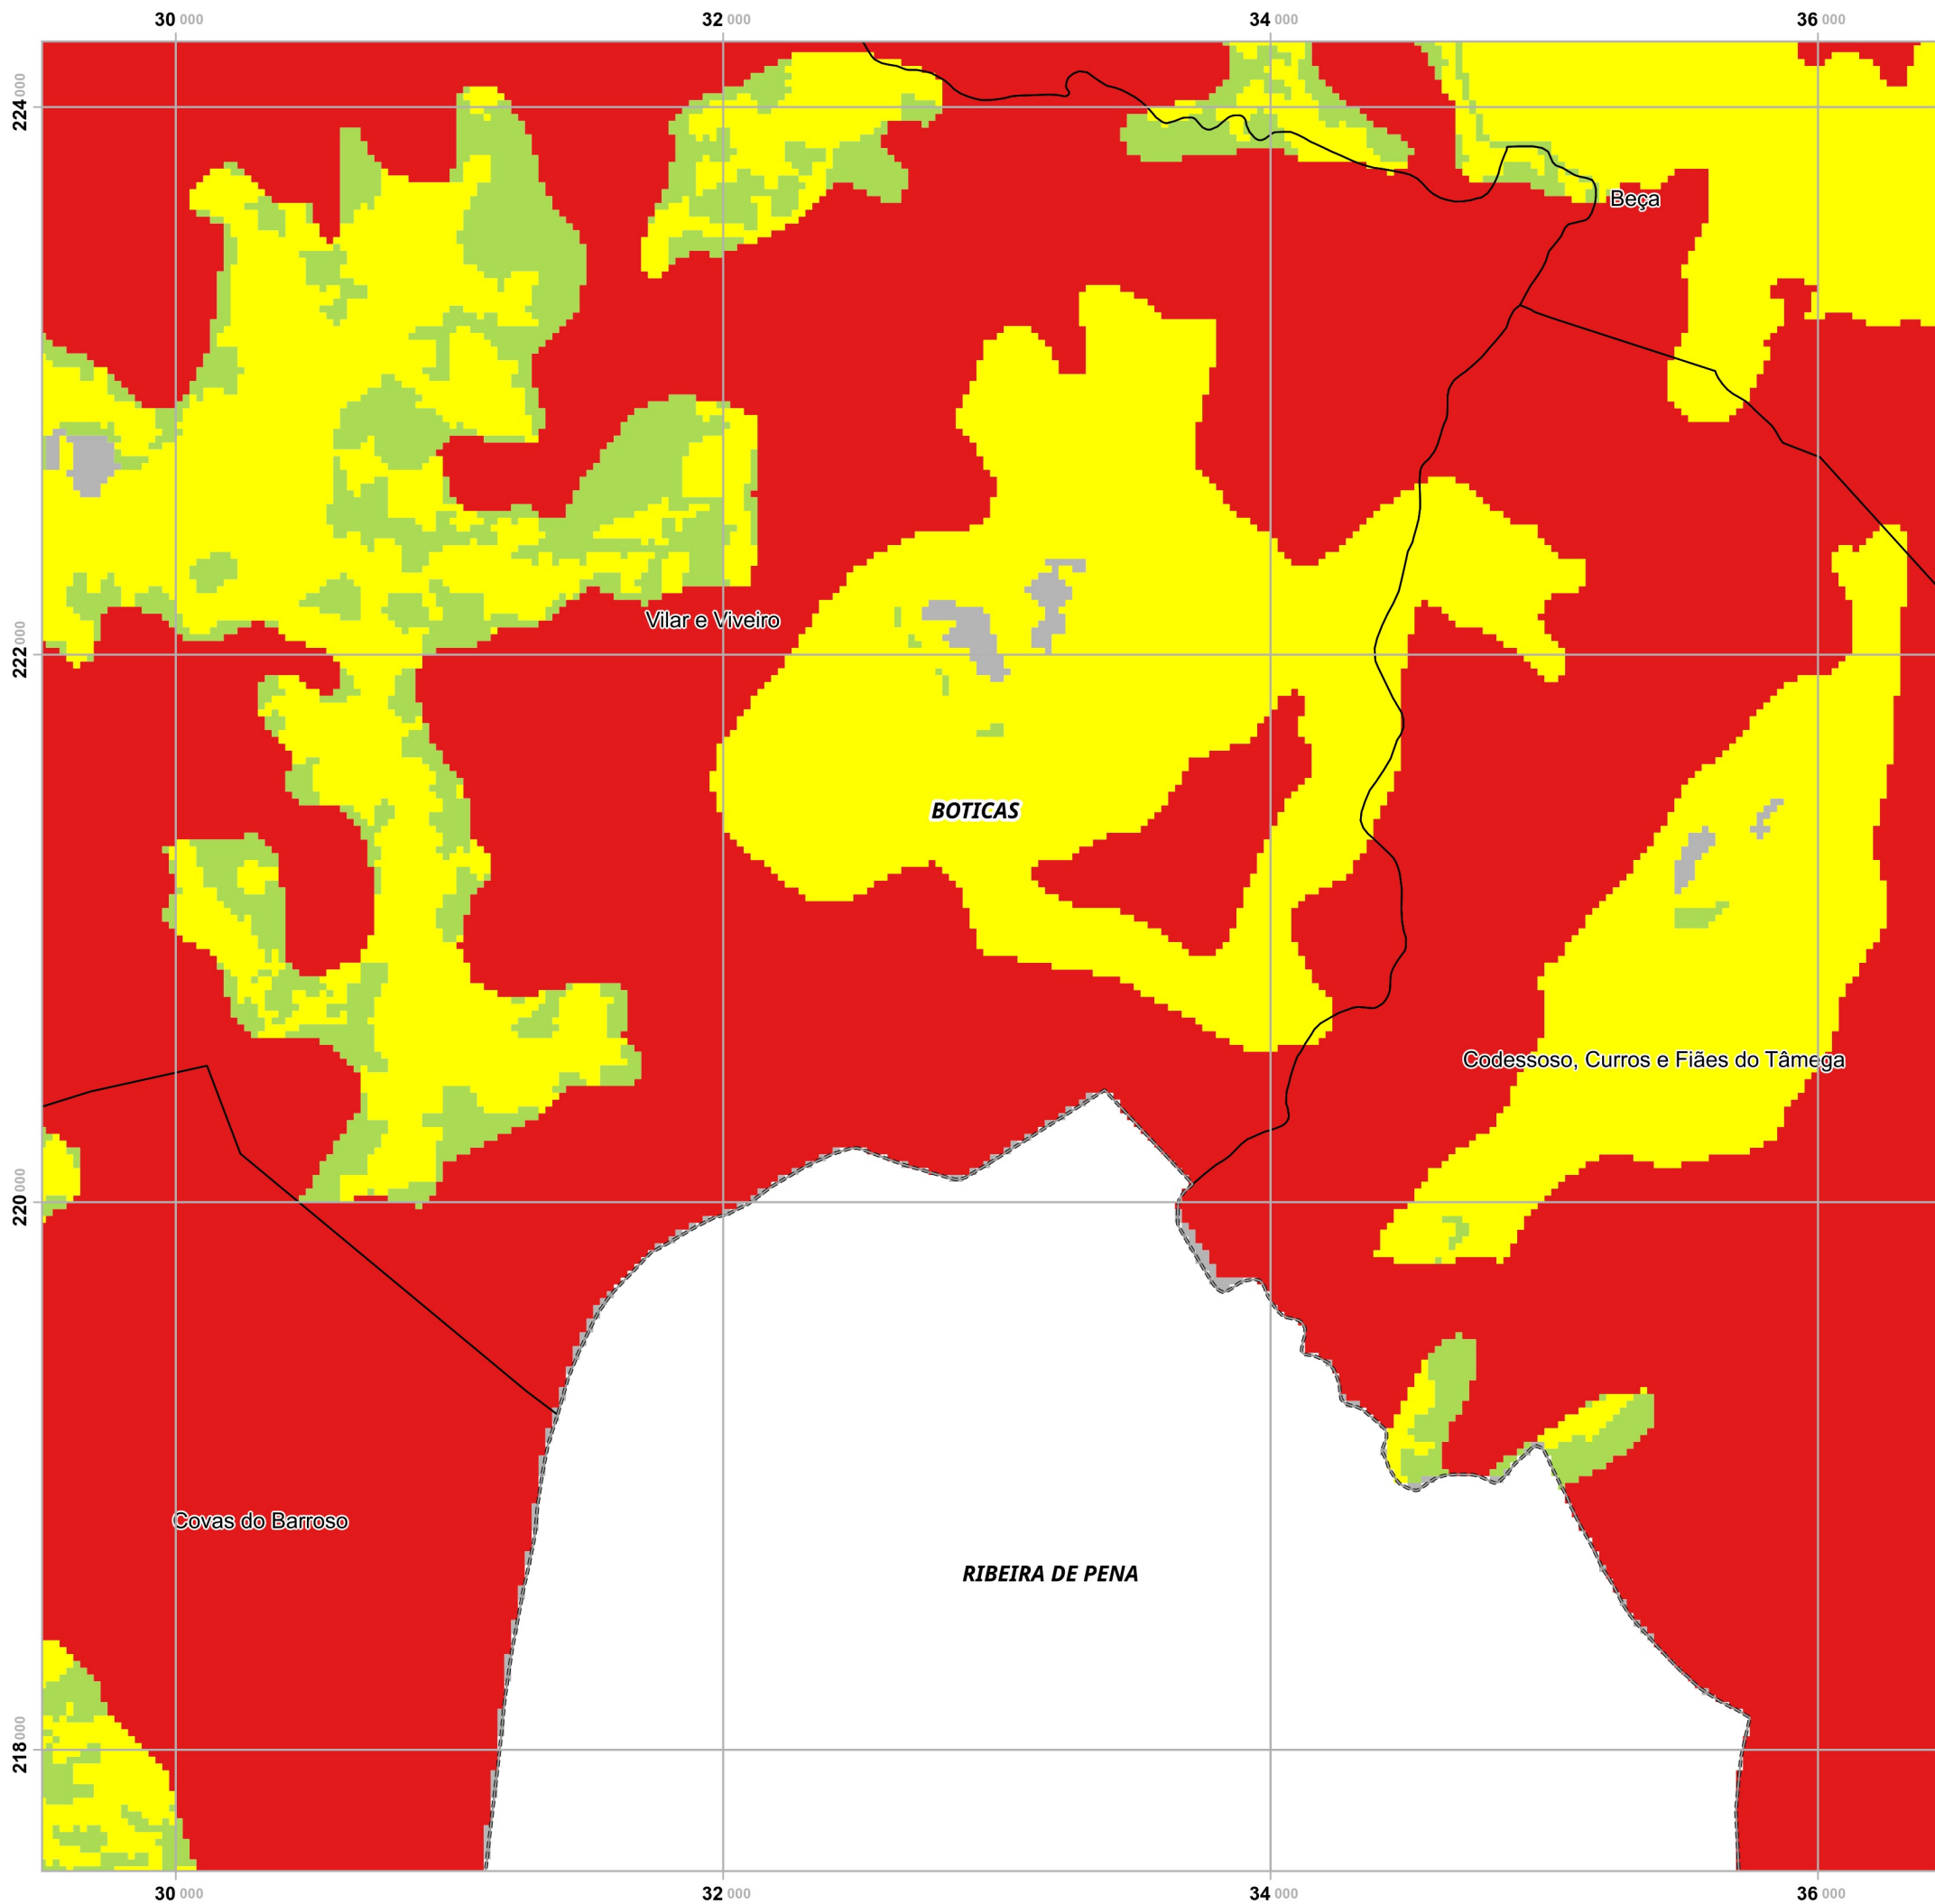 30 000 32 000 34 000 36 000
224 000
Beça
222 000
Vilar e Viveiro
BOTICAS
Codessoso, Curros e Fiães do Tâmega
220 000
Covas do Barroso
RIBEIRA DE PENA
218 000
30 000 32 000 34 000 36 000